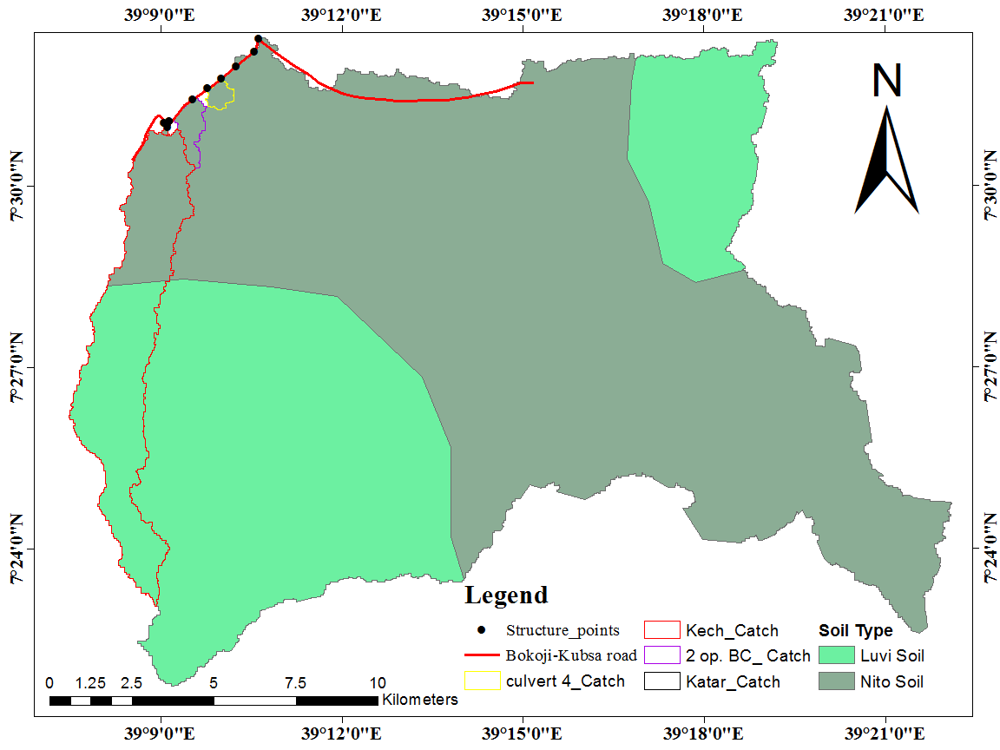 39°9'0"E 39°12'0"E 39°15'0"E 39°18'0"E 39°21'0"E
N
7°30'0"N 7°30'0"N
7°27'0"N 7°27'0"N
7°24'0"N 7°24'0"N
Legend
Structure_points Kech_Catch Soil Type
Bokoji-Kubsa road 2 op. BC_ Catch Luvi Soil
culvert 4_Catch Katar_Catch Nito Soil
0 1.25 2.5 5 7.5 10
Kilometers
39°9'0"E 39°12'0"E 39°15'0"E 39°18'0"E 39°21'0"E